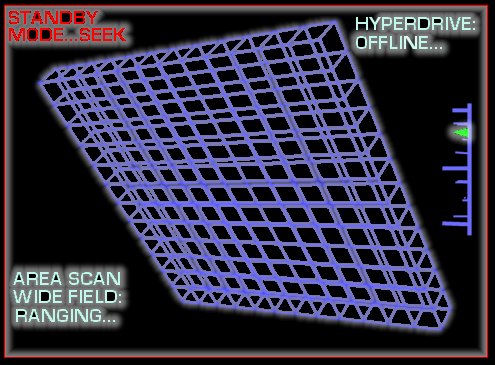 STANDBY
MODE...SEEK
HYPERDRIVE:
OFFLINE...
AREA SCAN
WIDE FIELD:
RANGING...